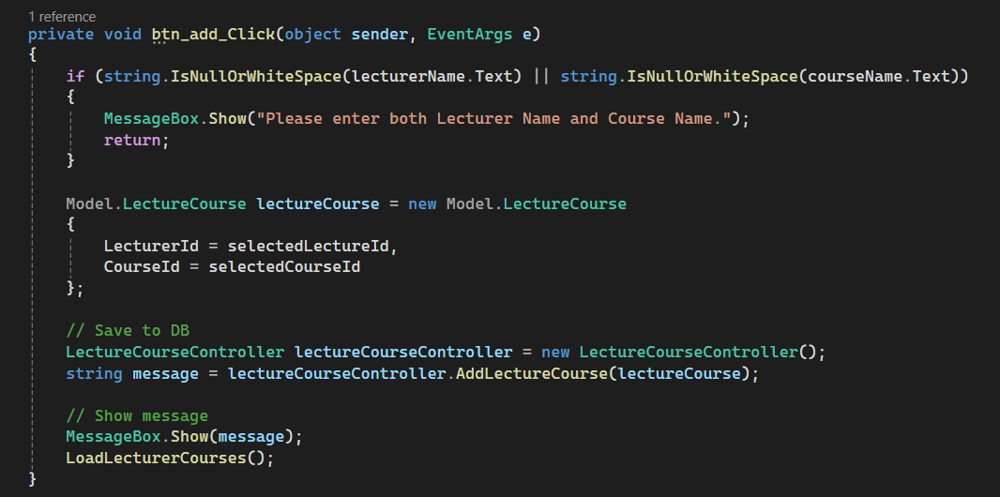 1 reference
private void btn_add_Click(object sender, EventArgs e)
{
if (string.IsNullOrWhiteSpace(lecturerName.Text) || string.IsNullOrWhiteSpace(courseName.Text))
{
MessageBox.Show("Please enter both Lecturer Name and Course Name.");
return;
}
Model.LectureCourse lectureCourse = new Model.LectureCourse
{
LecturerId = selectedLectureId,
CourseId = selectedCourseId
};
// Save to DB
LectureCourseController lectureCourseController = new LectureCourseController();
string message = lectureCourseController.AddLectureCourse(lectureCourse);
// Show message
MessageBox.Show(message);
LoadLecturerCourses();
}